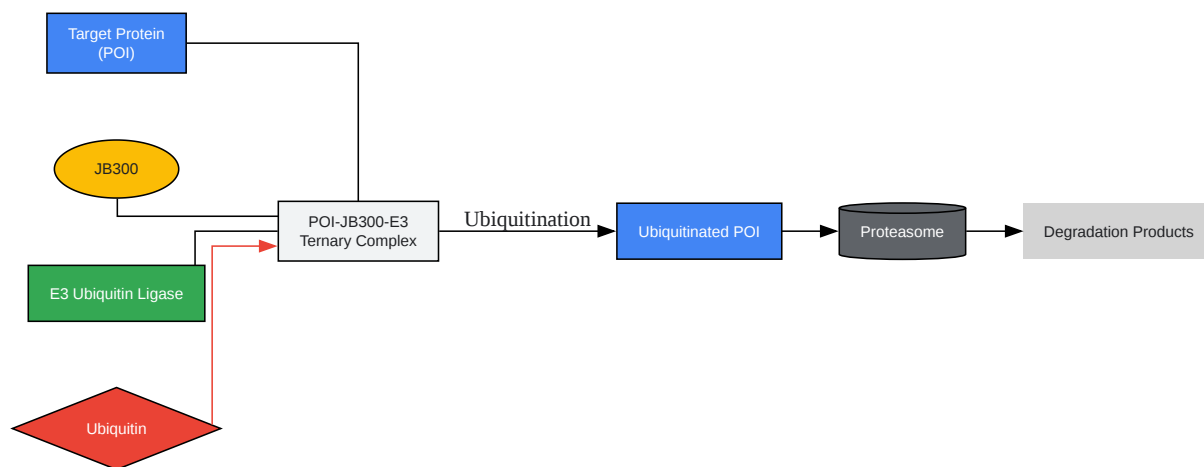 Target Protein
(POI)
JB300
POI-JB300-E3
Ternary Complex
Ubiquitination
Ubiquitinated POI
Proteasome
Degradation Products
E3 Ubiquitin Ligase
Ubiquitin